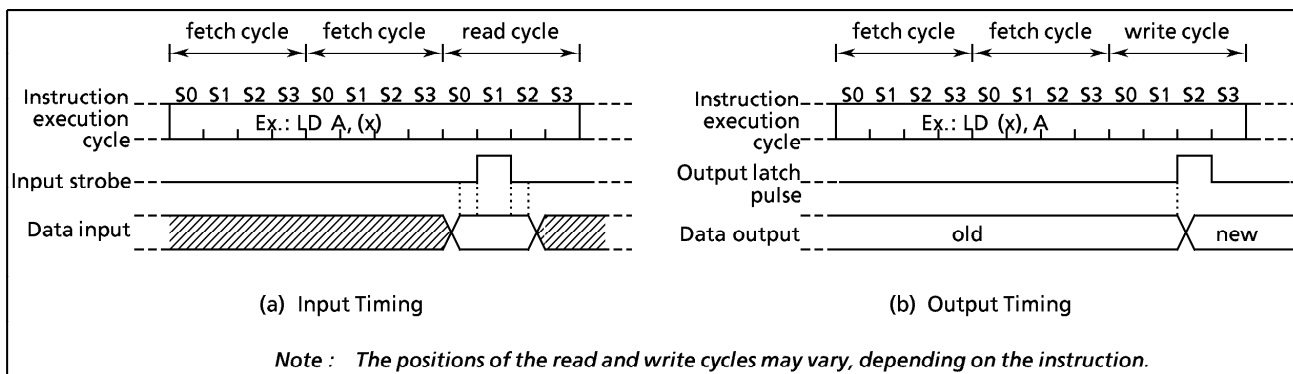 fetch cycle fetch cycle read cycle
S0 S1 S2 S3 S0 S1 S2 S3 S0 S1 S2 S3
Instruction
execution
cycle
Ex.: LD A, (x)
Input strobe
Data input
(a) Input Timing
fetch cycle fetch cycle write cycle
S0 S1 S2 S3 S0 S1 S2 S3 S0 S1 S2 S3
Instruction
execution
cycle
Ex.: LD (x), A
Output latch
pulse
Data output
old new
(b) Output Timing
Note : The positions of the read and write cycles may vary, depending on the instruction.